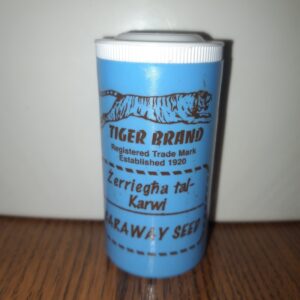 TIGER BRAND
Registered Trade Mark
Established 1920
Żerriegħa tal-
Karwi
ARAWAY SEED